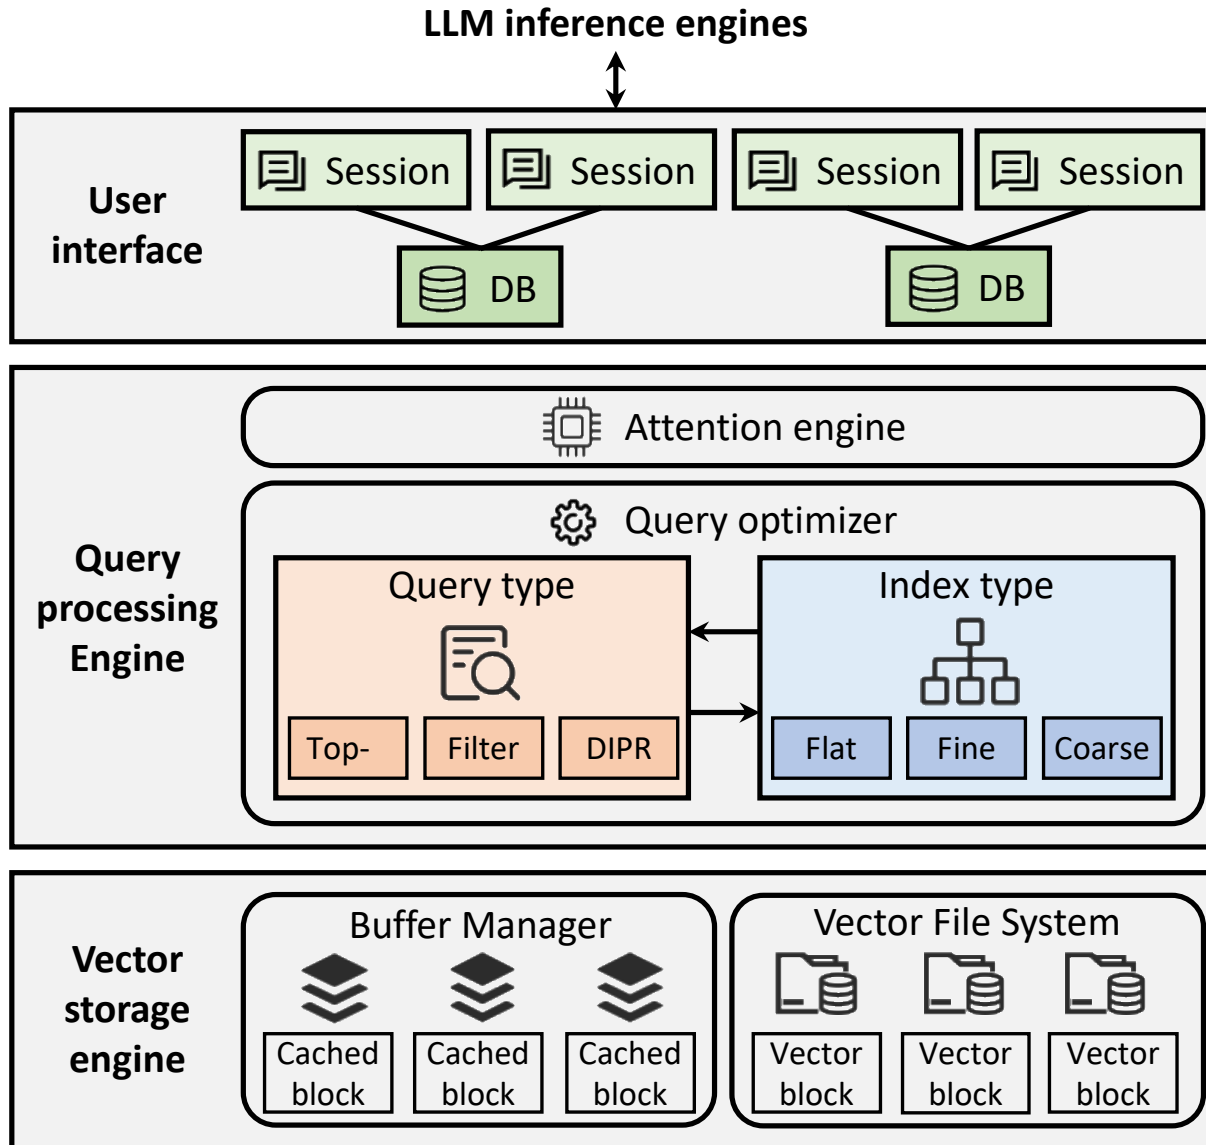 LLM inference engines
User
interface
Session
Session
Session
Session
DB
DB
Query
processing
Engine
Attention engine
Query optimizer
Query type
Index type
Top-
Filter
DIPR
Flat
Fine
Coarse
Vector
storage
engine
Buffer Manager
Cached
block
Cached
block
Cached
block
Vector File System
Vector
block
Vector
block
Vector
block